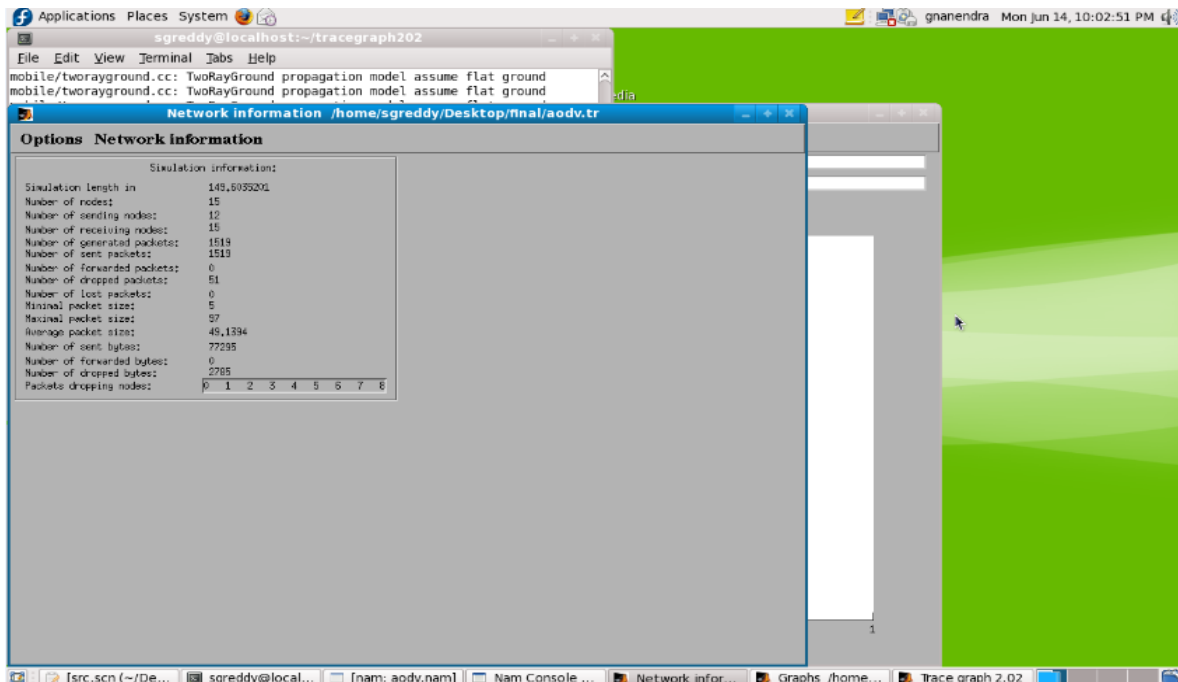 Applications Places System
gnanendra Mon Jun 14, 10:02:51 PM
sgreddy@localhost:~/tracegraph202
File Edit View Terminal Tabs Help
mobile/tworayground.cc: TwoRayGround propagation model assume flat ground
mobile/tworayground.cc: TwoRayGround propagation model assume flat ground
Network information /home/sgreddy/Desktop/final/aodv.tr
Options Network information
Simulation information:
Simulation length in 149.6035201
Number of nodes: 15
Number of sending nodes: 12
Number of receiving nodes: 15
Number of generated packets: 1519
Number of sent packets: 1519
Number of forwarded packets: 0
Number of dropped packets: 51
Number of lost packets: 0
Minimal packet size: 5
Maximal packet size: 97
Average packet size: 49.1394
Number of sent bytes: 77295
Number of forwarded bytes: 0
Number of dropped bytes: 2785
Packets dropping nodes: 0 1 2 3 4 5 6 7 8
1
[src.scn (~/De... sgreddy@local... [nam: aodv.nam] Nam Console ... Network infor... Graphs /home... Trace graph 2.02